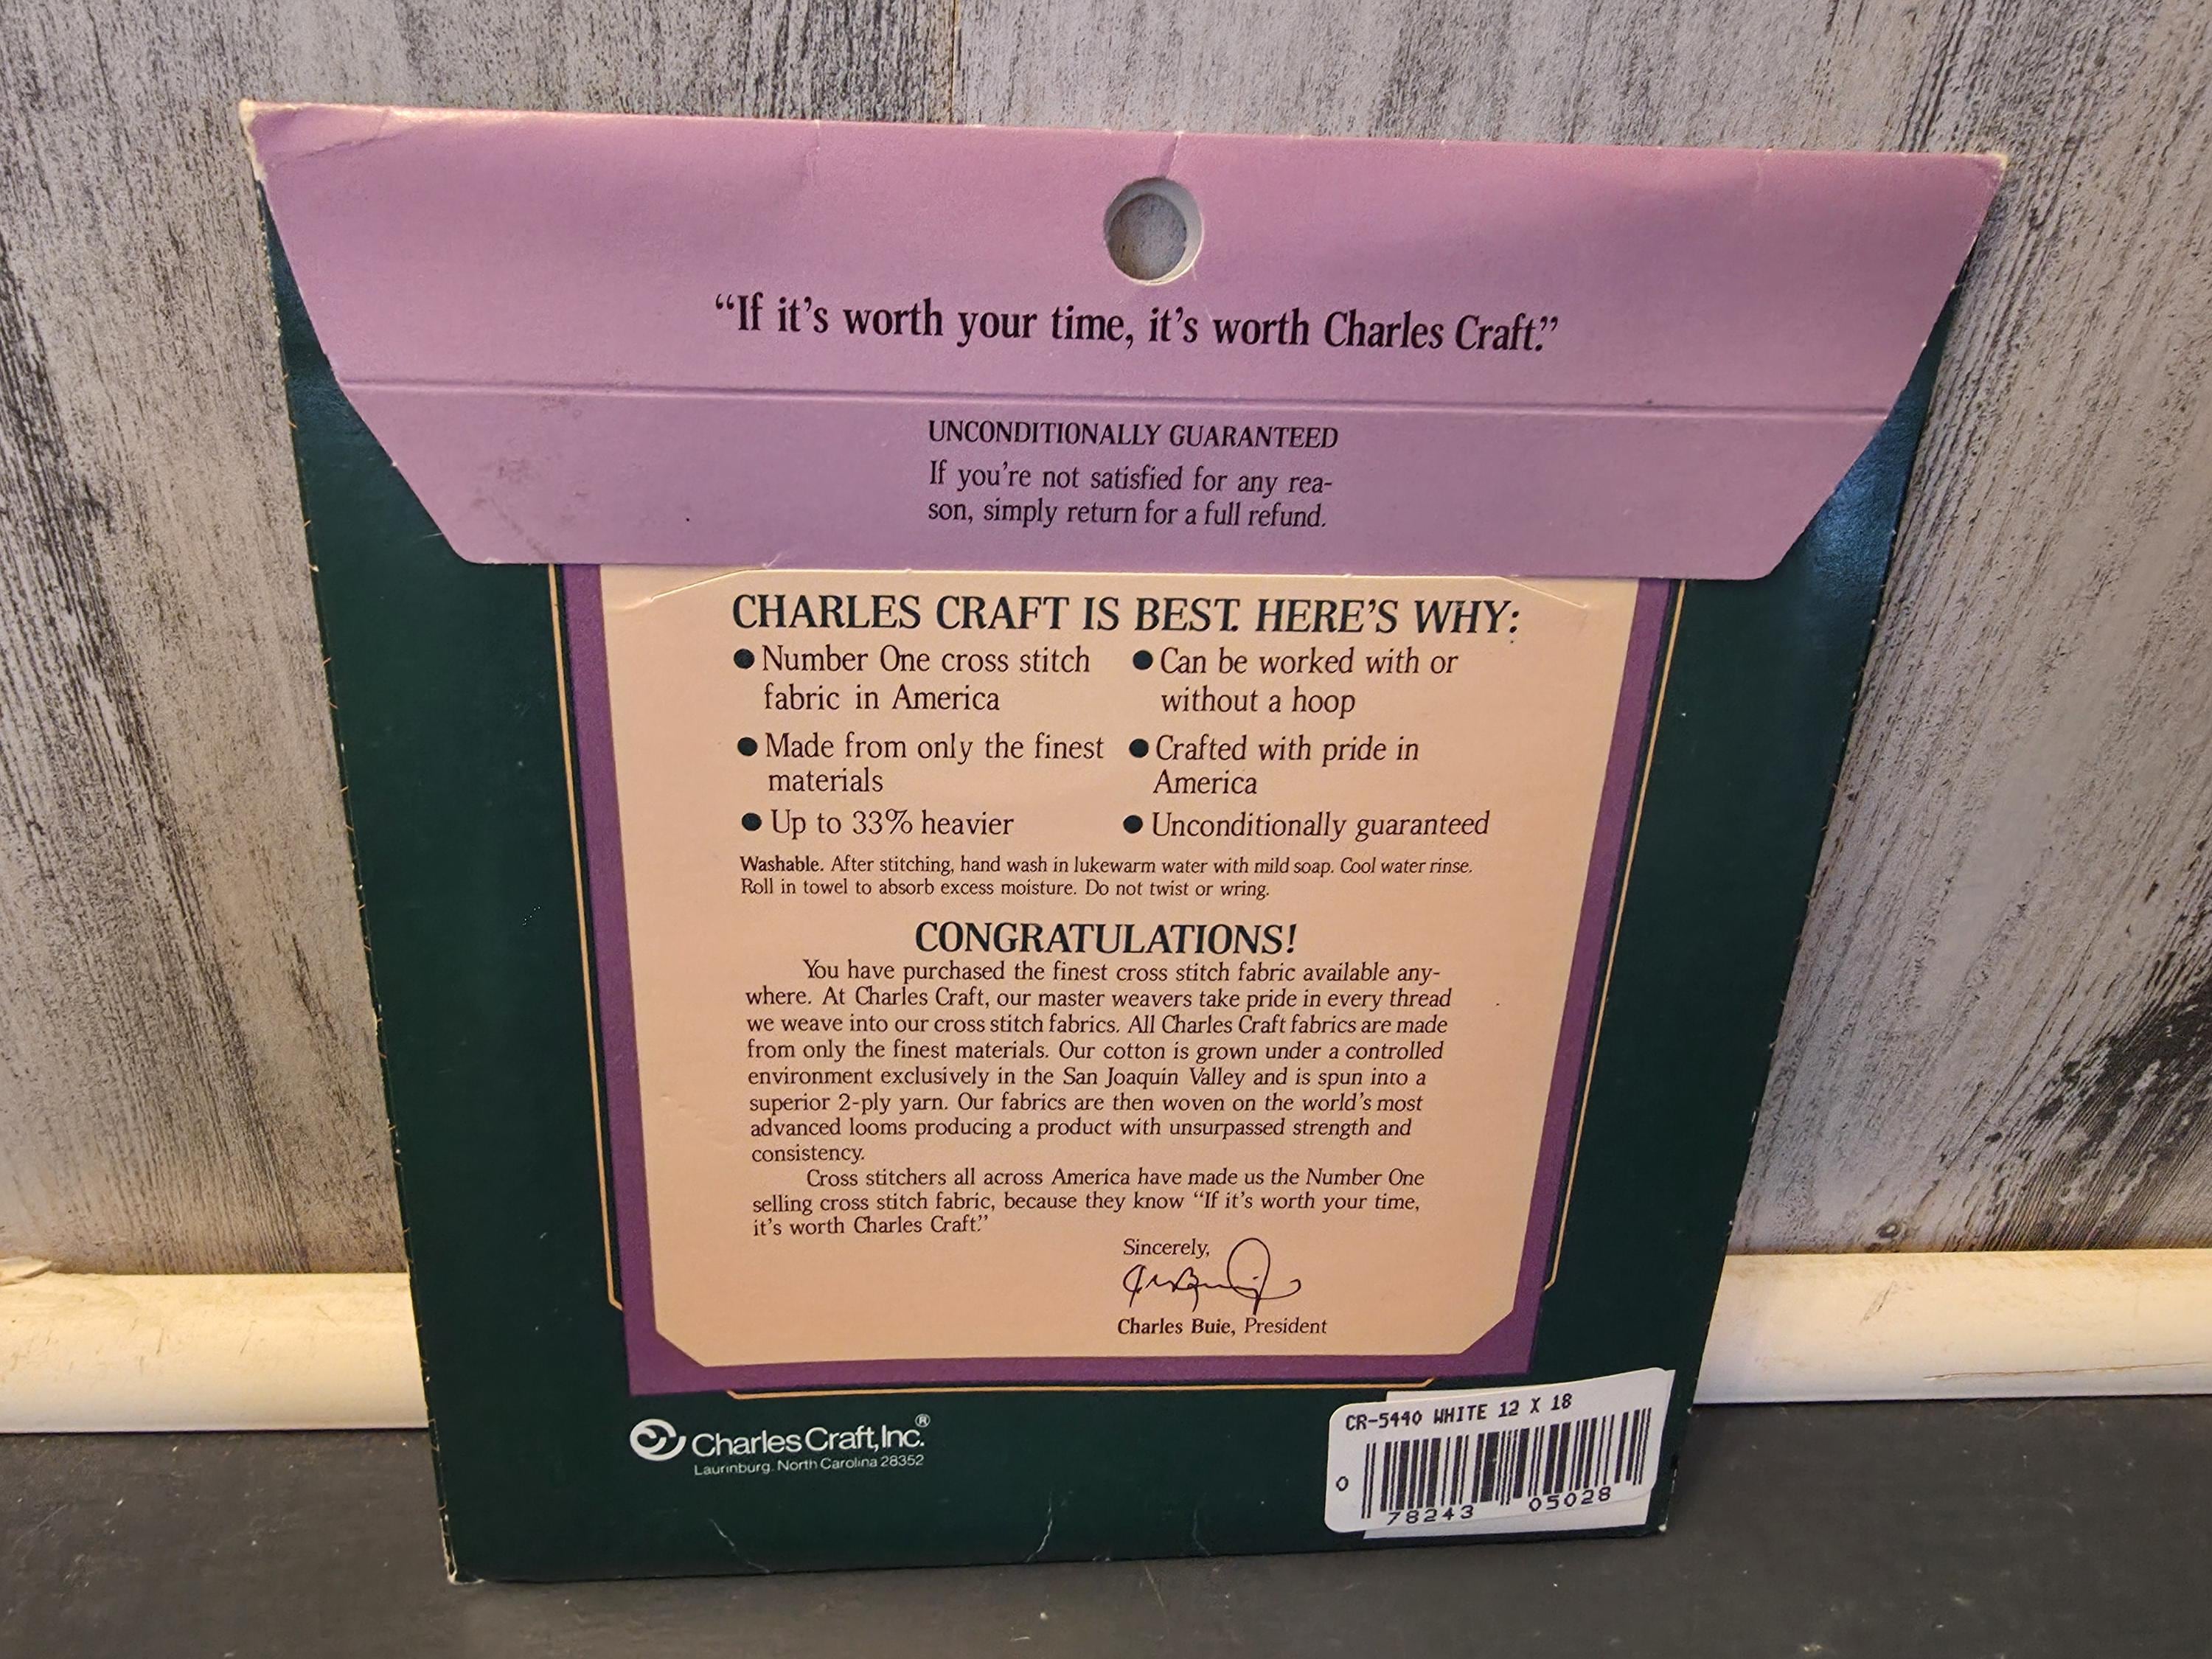 “If it’s worth your time, it’s worth Charles Craft.”
UNCONDITIONALLY GUARANTEED
If you’re not satisfied for any rea-
son, simply return for a full refund.
CHARLES CRAFT IS BEST. HERE’S WHY:
● Number One cross stitch
fabric in America
● Made from only the finest
materials
● Up to 33% heavier
● Can be worked with or
without a hoop
● Crafted with pride in
America
● Unconditionally guaranteed
Washable. After stitching, hand wash in lukewarm water with mild soap. Cool water rinse.
Roll in towel to absorb excess moisture. Do not twist or wring.
CONGRATULATIONS!
You have purchased the finest cross stitch fabric available any-
where. At Charles Craft, our master weavers take pride in every thread
we weave into our cross stitch fabrics. All Charles Craft fabrics are made
from only the finest materials. Our cotton is grown under a controlled
environment exclusively in the San Joaquin Valley and is spun into a
superior 2-ply yarn. Our fabrics are then woven on the world’s most
advanced looms producing a product with unsurpassed strength and
consistency.
Cross stitchers all across America have made us the Number One
selling cross stitch fabric, because they know “If it’s worth your time,
it’s worth Charles Craft.”
Sincerely,
Charles Buie, President
Charles Craft, Inc.®
Laurinburg, North Carolina 28352
CR-5440 WHITE 12 X 18
0 78243 05028